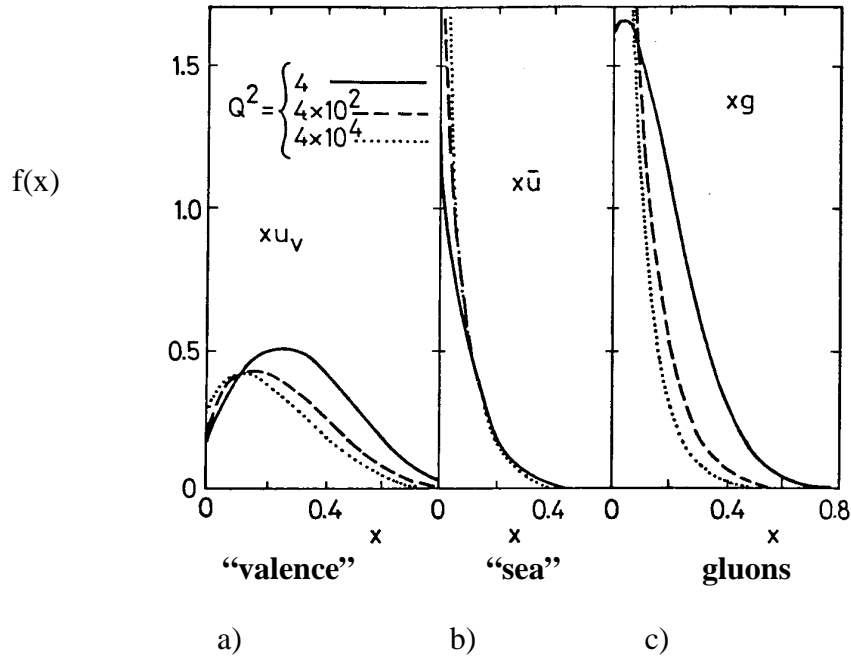 1.5
1.0
0.5
0
f(x)
Q² = { 4
4×10²
4×10⁴
xu_v
xū
xg
0 0.4 0 0.4 0 0.4 0.8
x x x
“valence” “sea” gluons
a) b) c)